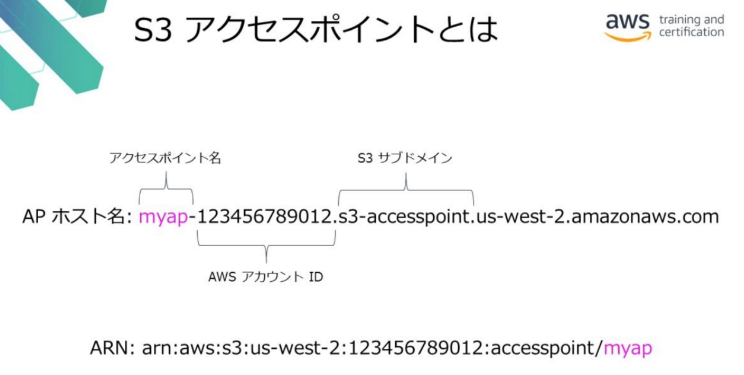 S3 アクセスポイントとは
aws training and
certification
アクセスポイント名
S3 サブドメイン
AP ホスト名: myap-123456789012.s3-accesspoint.us-west-2.amazonaws.com
AWS アカウント ID
ARN: arn:aws:s3:us-west-2:123456789012:accesspoint/myap